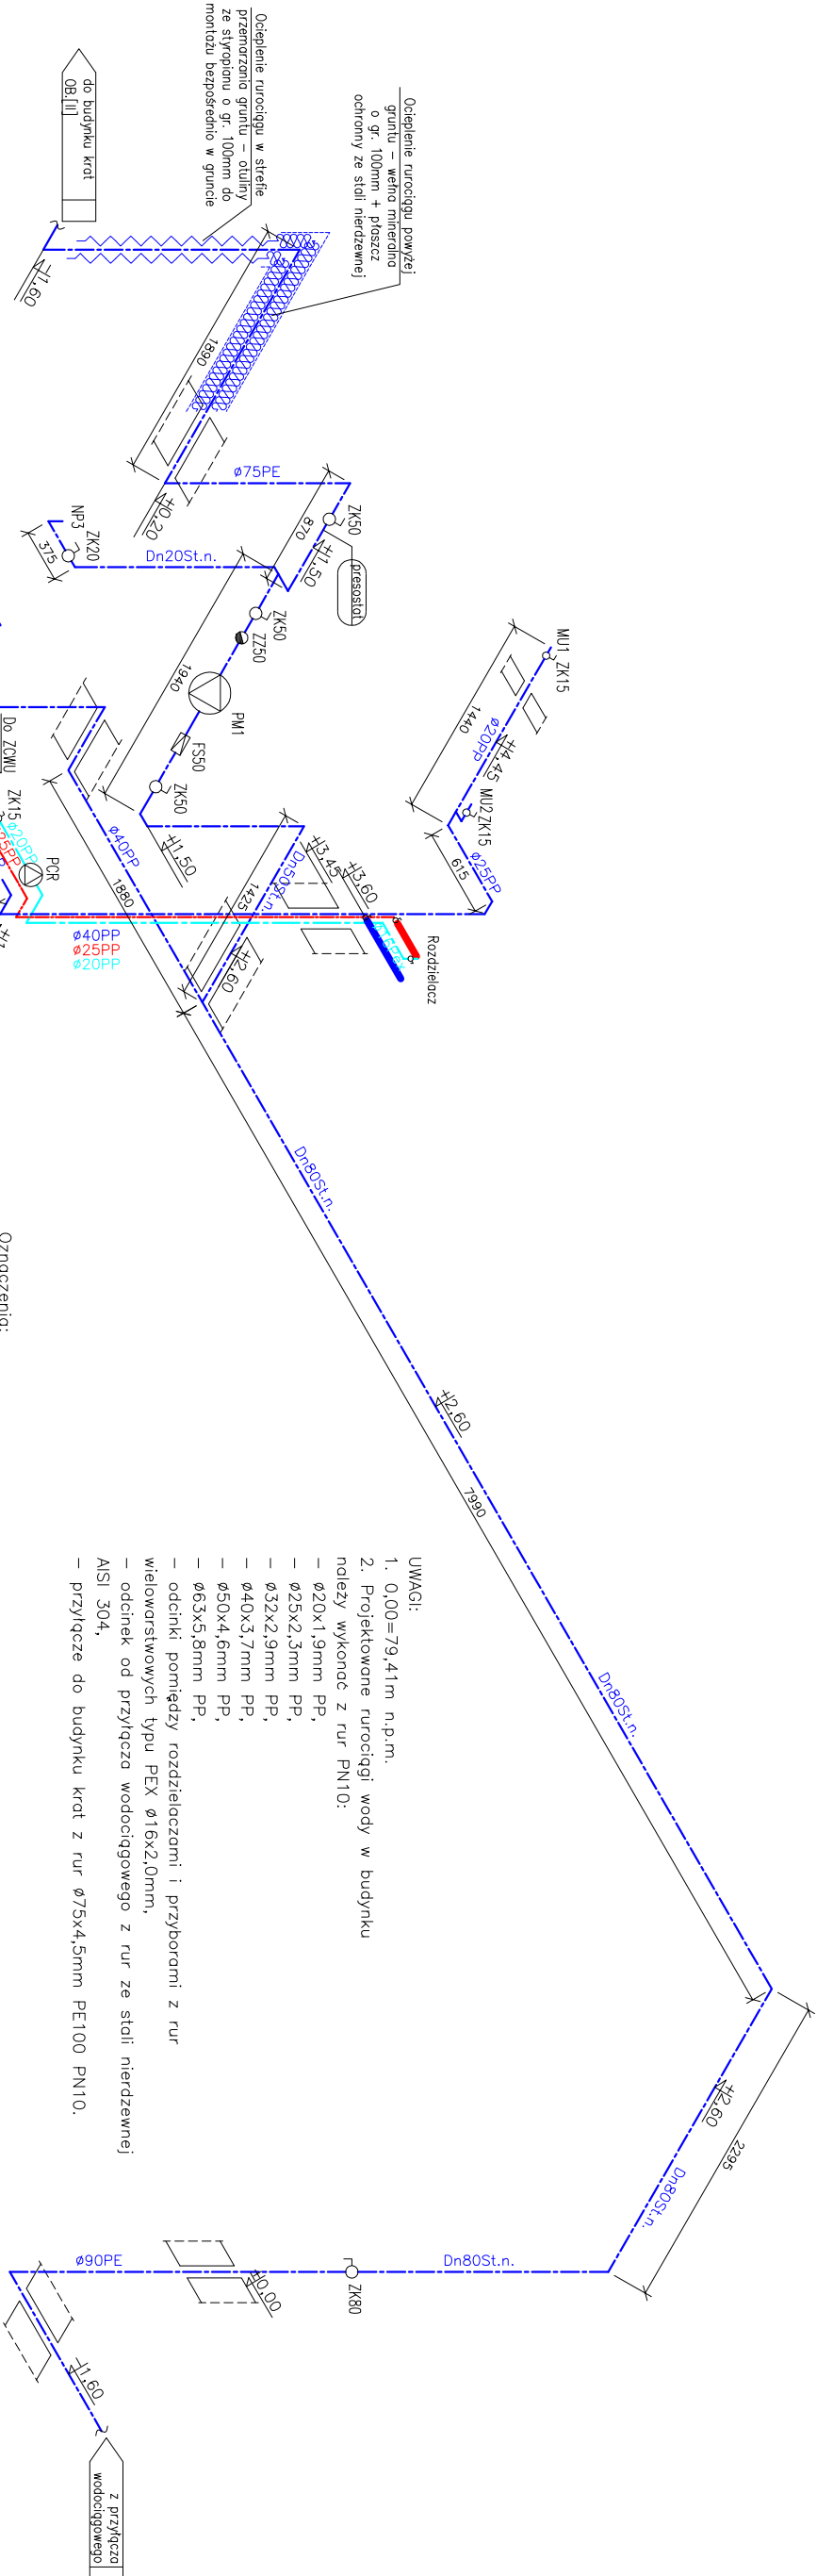 Ocieplenie rurociągu powyżej
gruntu – wełna mineralna
o gr. 100mm + płaszcz
ochronny ze stali nierdzewnej
Ocieplenie rurociągu w strefie
przemarzania gruntu – otuliny
ze styropianu o gr. 100mm do
montażu bezpośrednio w gruncie
do budynku krat
OB.[II]
-1,60
1890
±0,20
ø75PE
ZK50
870
+1,50
presostat
NP3 ZK20
375
Dn20St.n.
ZK50
ZZ50
1940
PM1
FS50
ZK50
+1,50
MU1 ZK15
1440
ø20PP
+4,45
MU2 ZK15
615
ø25PP
Do ZCWU
ZK15
ø20PP
ø25PP
PCR
ø40PP
1880
ø40PP
ø25PP
ø20PP
1425
Dn50St.n.
+3,45
+3,60
+2,60
ø16Pex
Rozdzielacz
Dn80St.n.
+2,60
7990
Dn80St.n.
+2,60
2295
Dn80St.n.
Dn80St.n.
ZK80
±0,00
ø90PE
-1,60
z przyłącza
wodociągowego
Oznaczenia:
UWAGI:
1. 0,00=79,41m n.p.m.
2. Projektowane rurociągi wody w budynku
należy wykonać z rur PN10:
– ø20x1,9mm PP,
– ø25x2,3mm PP,
– ø32x2,9mm PP,
– ø40x3,7mm PP,
– ø50x4,6mm PP,
– ø63x5,8mm PP,
– odcinki pomiędzy rozdzielaczami i przyborami z rur
wielowarstwowych typu PEX ø16x2,0mm,
– odcinek od przyłącza wodociągowego z rur ze stali nierdzewnej
AISI 304,
– przyłącze do budynku krat z rur ø75x4,5mm PE100 PN10.